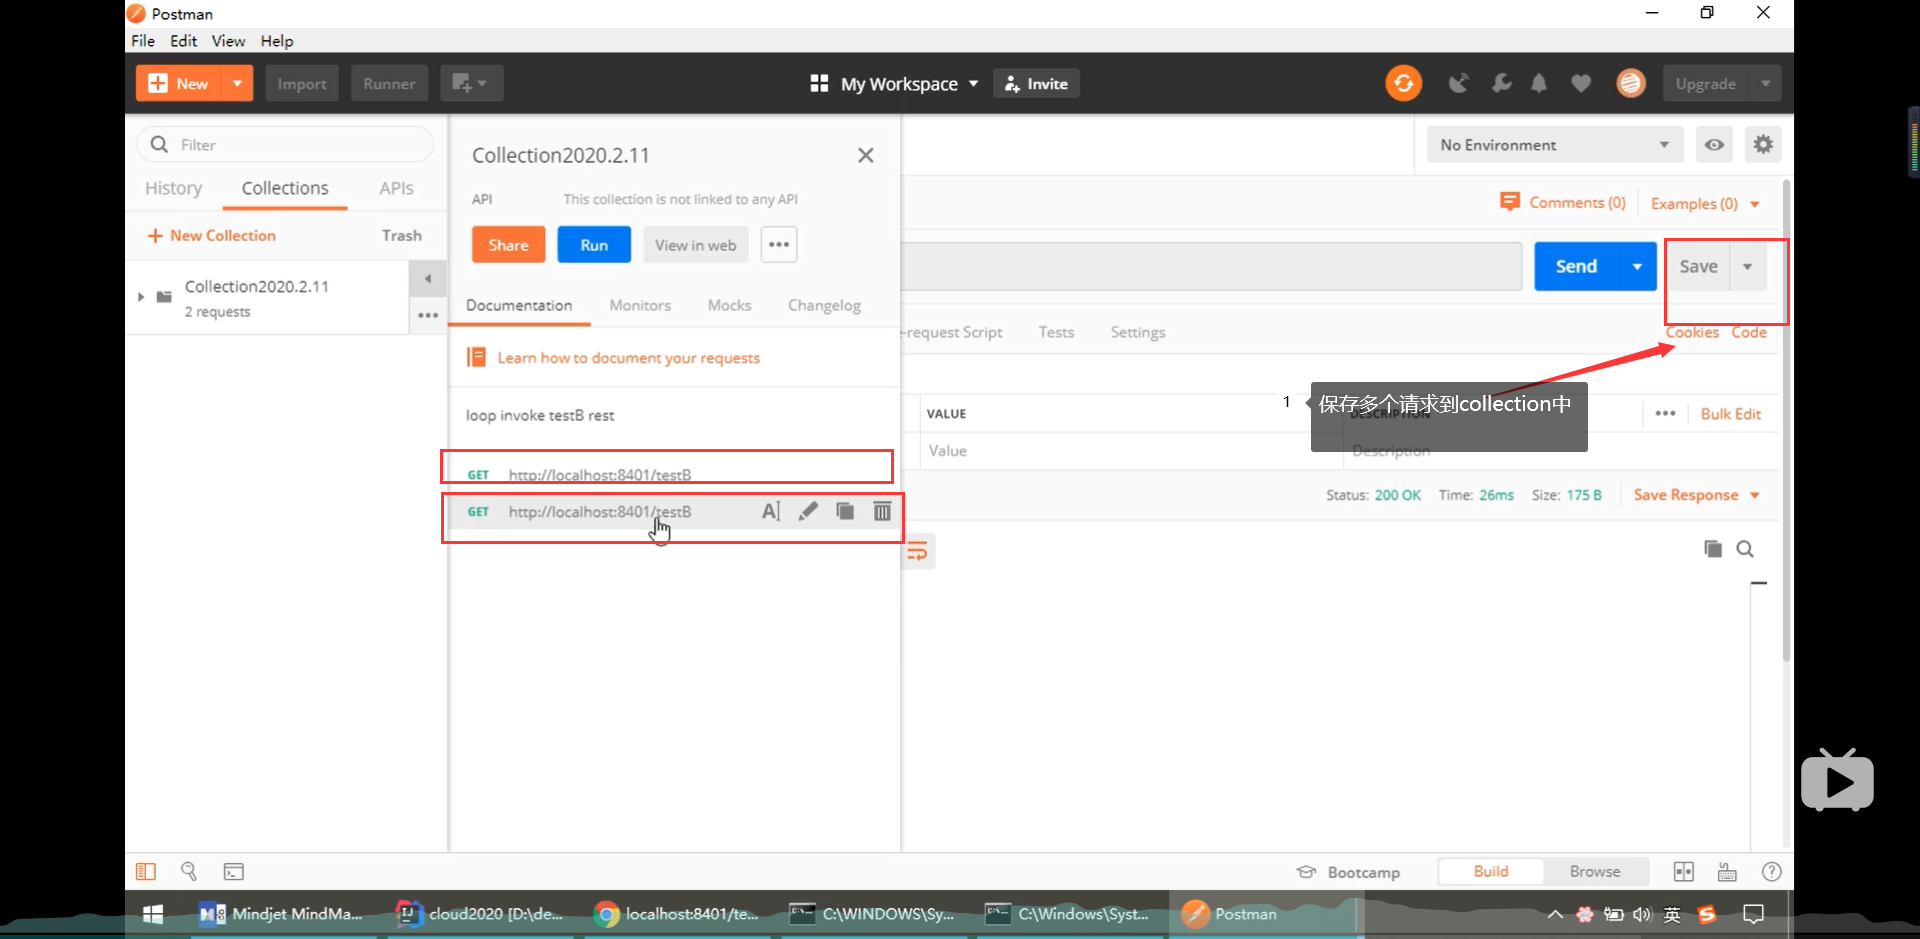 Postman
File Edit View Help
New Import Runner My Workspace Invite Upgrade
Filter
History Collections APIs
New Collection Trash
Collection2020.2.11
2 requests
Collection2020.2.11
API This collection is not linked to any API
Share Run View in web
Documentation Monitors Mocks Changelog
Learn how to document your requests
loop invoke testB rest
GET http://localhost:8401/testB
GET http://localhost:8401/testB
No Environment
Comments (0) Examples (0)
Send Save
-request Script Tests Settings
Cookies Code
1 保存多个请求到collection中
VALUE DESCRIPTION Bulk Edit
Value Description
Status: 200 OK Time: 26ms Size: 175 B Save Response
Bootcamp Build Browse
Mindjet MindMa... cloud2020 [D:\de... localhost:8401/te... C:\WINDOWS\Sy... C:\Windows\Syst... Postman 英